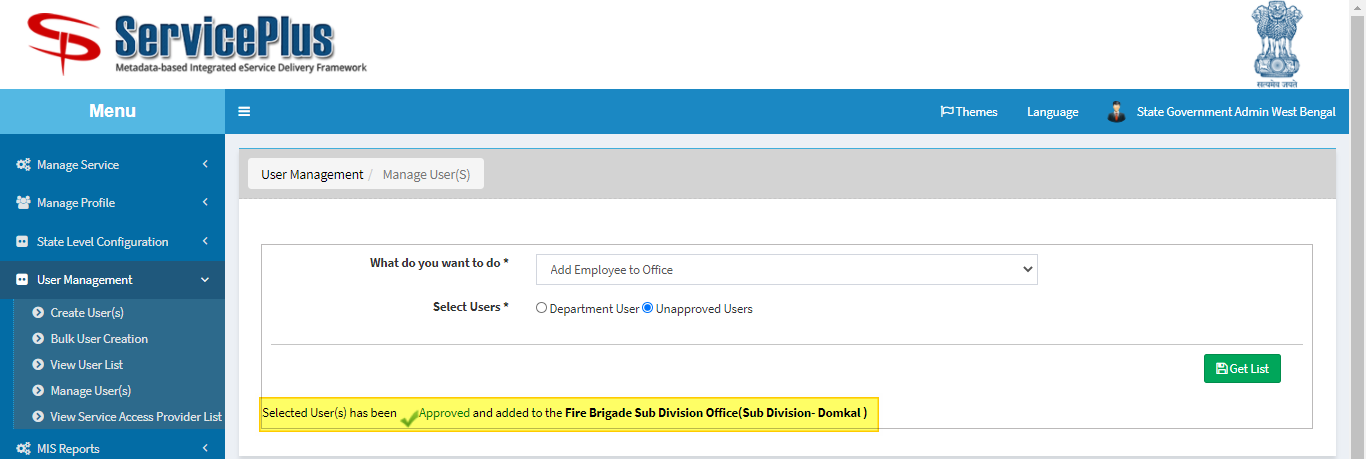 ServicePlus
Metadata-based Integrated eService Delivery Framework
सत्यमेव जयते
Menu
Themes
Language
State Government Admin West Bengal
Manage Service
Manage Profile
State Level Configuration
User Management
Create User(s)
Bulk User Creation
View User List
Manage User(s)
View Service Access Provider List
MIS Reports
User Management / Manage User(S)
What do you want to do *
Add Employee to Office
Select Users *
Department User Unapproved Users
Get List
Selected User(s) has been Approved and added to the Fire Brigade Sub Division Office(Sub Division- Domkal )